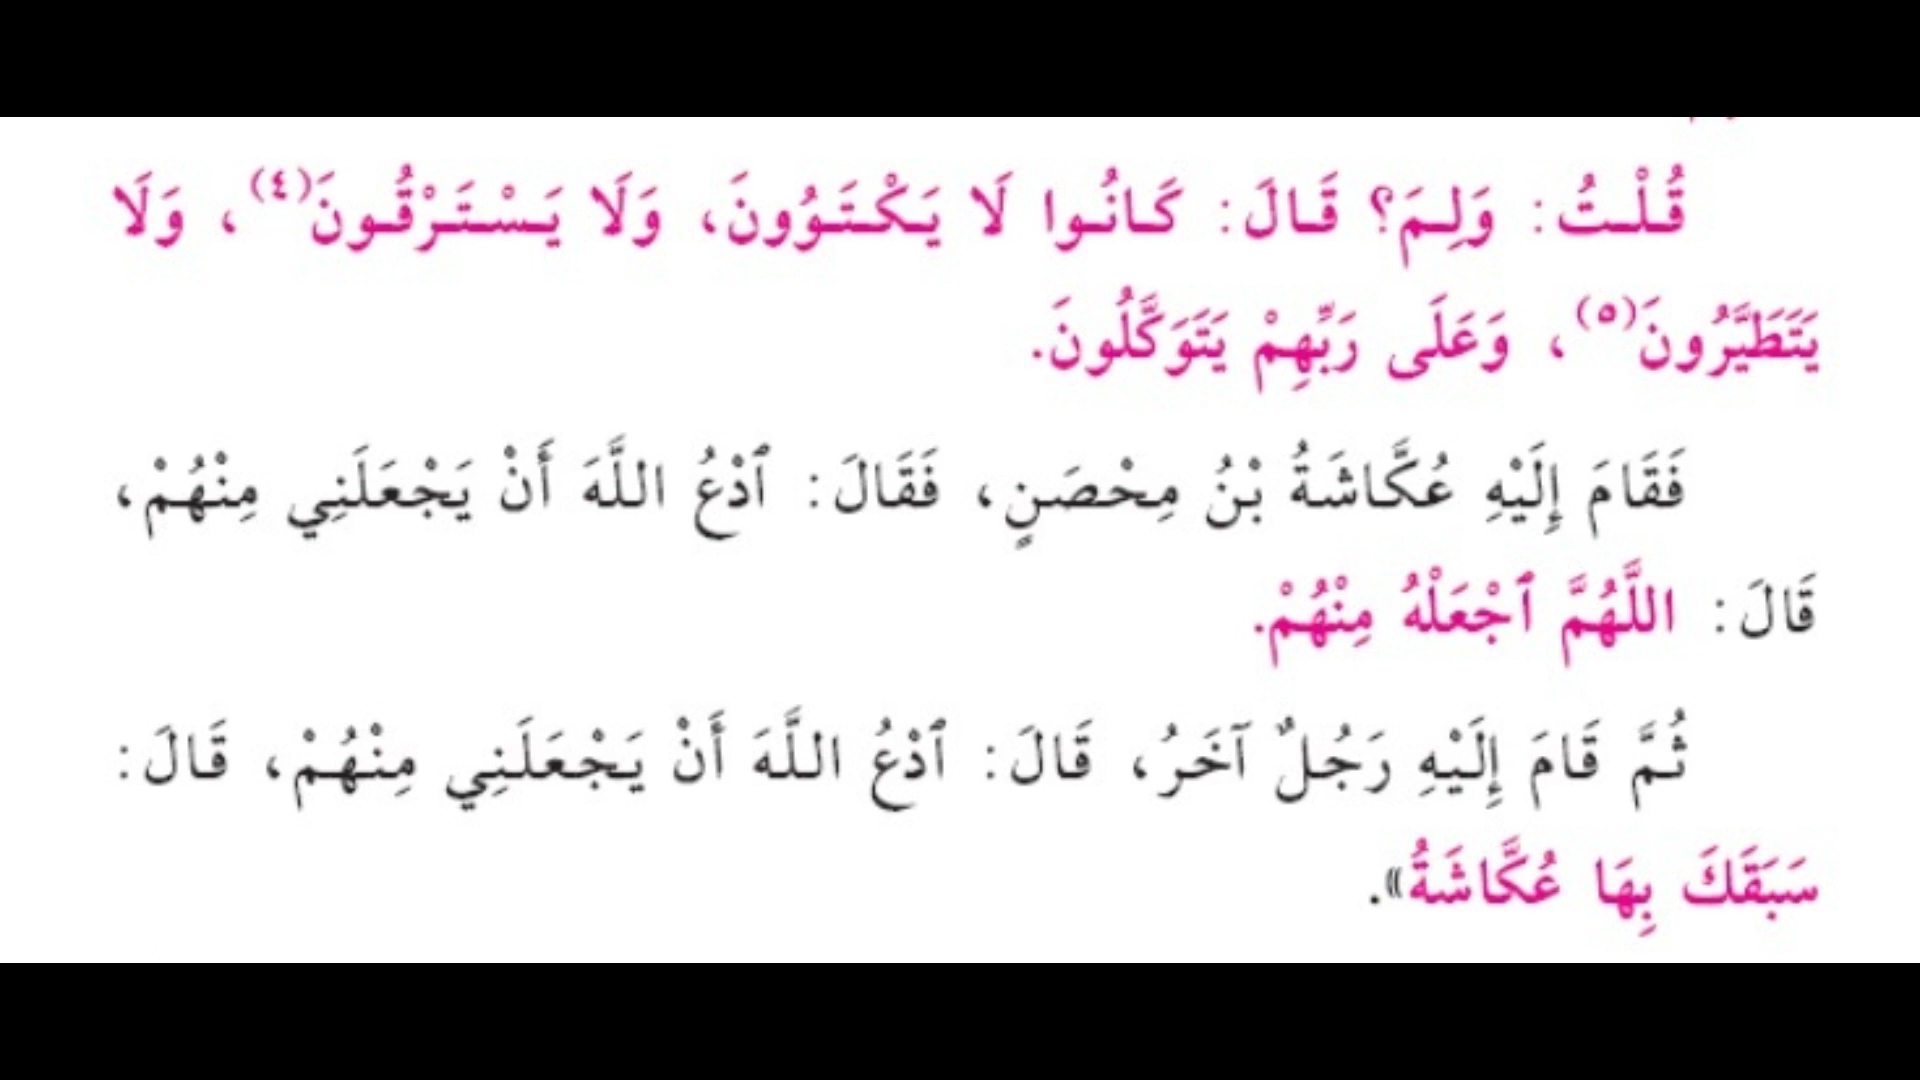 قُلْتُ: وَلِمَ؟ قَالَ: كَانُوا لَا يَكْتَوُونَ، وَلَا يَسْتَرْقُونَ(٤)، وَلَا
يَتَطَيَّرُونَ(٥)، وَعَلَى رَبِّهِمْ يَتَوَكَّلُونَ.
فَقَامَ إِلَيْهِ عُكَّاشَةُ بْنُ مِحْصَنٍ، فَقَالَ: ٱدْعُ اللَّهَ أَنْ يَجْعَلَنِي مِنْهُمْ،
قَالَ: اللَّهُمَّ ٱجْعَلْهُ مِنْهُمْ.
ثُمَّ قَامَ إِلَيْهِ رَجُلٌ آخَرُ، قَالَ: ٱدْعُ اللَّهَ أَنْ يَجْعَلَنِي مِنْهُمْ، قَالَ:
سَبَقَكَ بِهَا عُكَّاشَةُ».